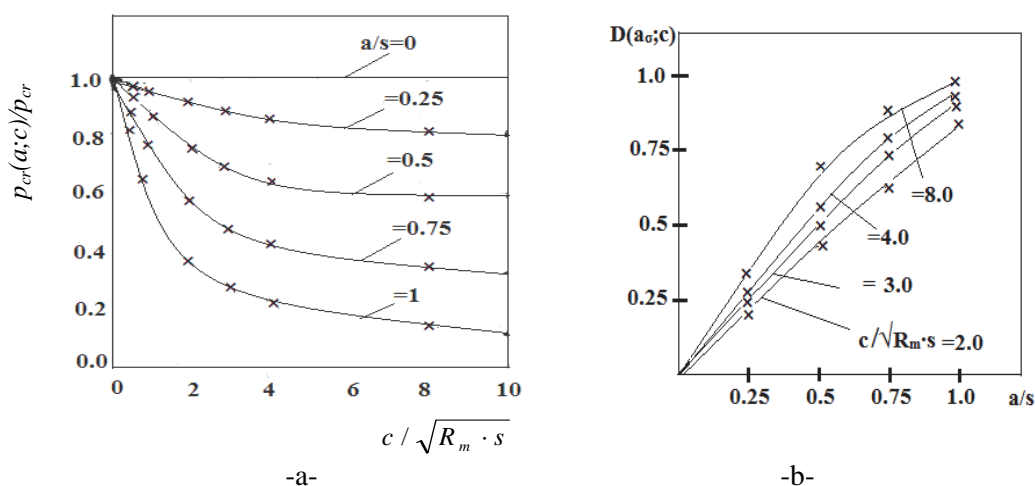 a/s=0
1.0
=0.25
0.8
=0.5
0.6
=0.75
0.4
=1
0.2
0.0
0 2 4 6 8 10
p_cr(a;c)/p_cr
c / √R_m · s
-a-
D(a_σ;c)
1.0
0.75
=8.0
0.5
=4.0
= 3.0
0.25
c/√R_m·s =2.0
0.25 0.5 0.75 1.0 a/s
-b-